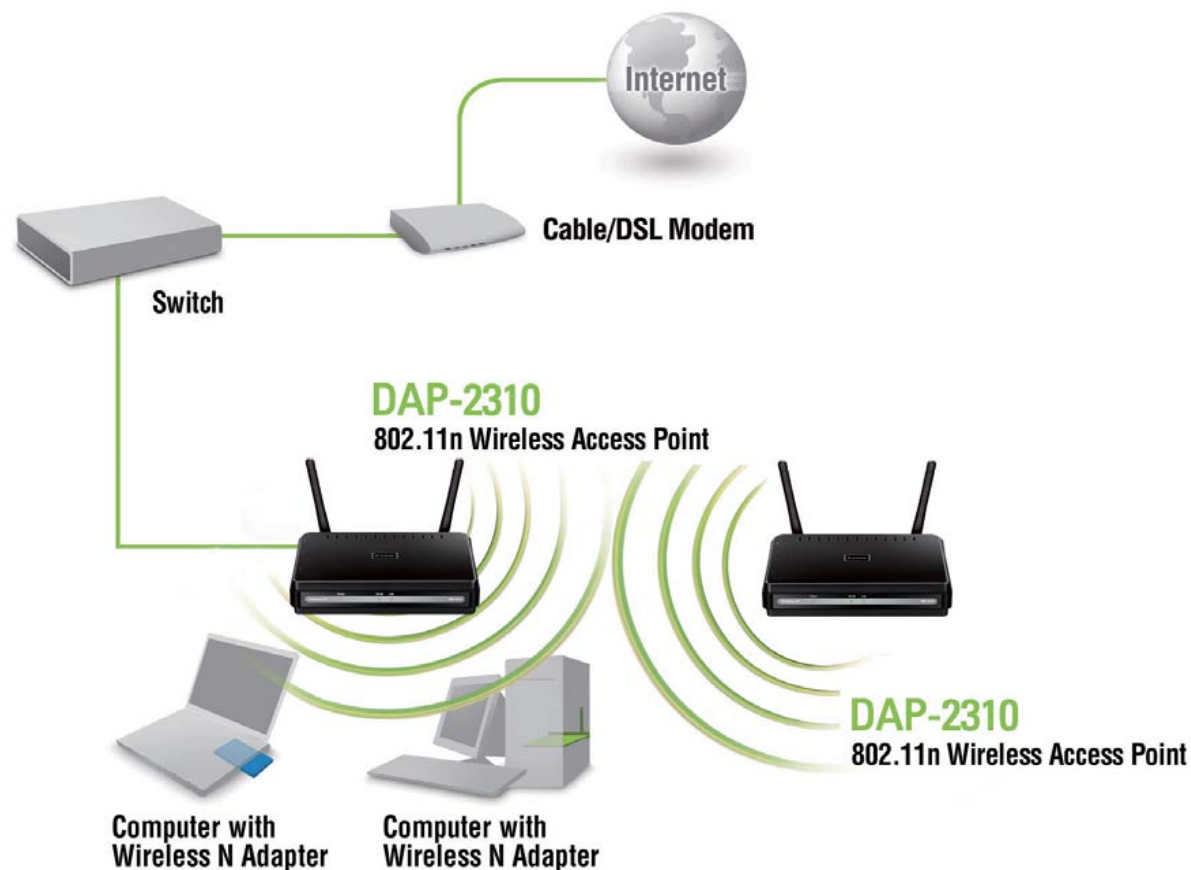 Internet
Cable/DSL Modem
Switch
DAP-2310
802.11n Wireless Access Point
DAP-2310
802.11n Wireless Access Point
Computer with
Wireless N Adapter
Computer with
Wireless N Adapter